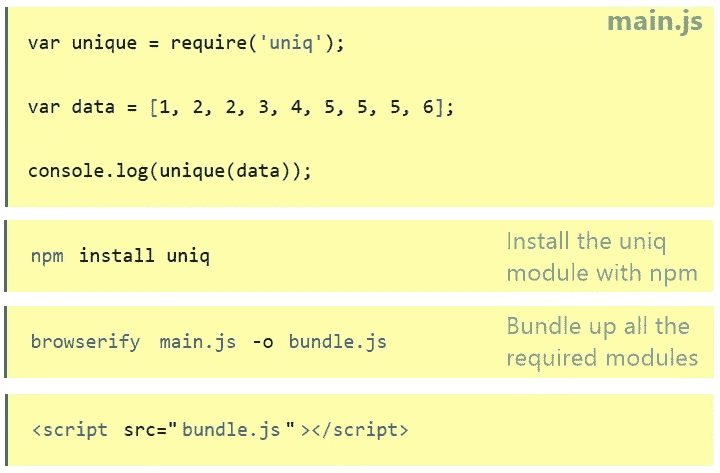 main.js
var unique = require('uniq');
var data = [1, 2, 2, 3, 4, 5, 5, 5, 6];
console.log(unique(data));
npm install uniq
Install the uniq
module with npm
browserify main.js -o bundle.js
Bundle up all the
required modules
<script src="bundle.js"></script>